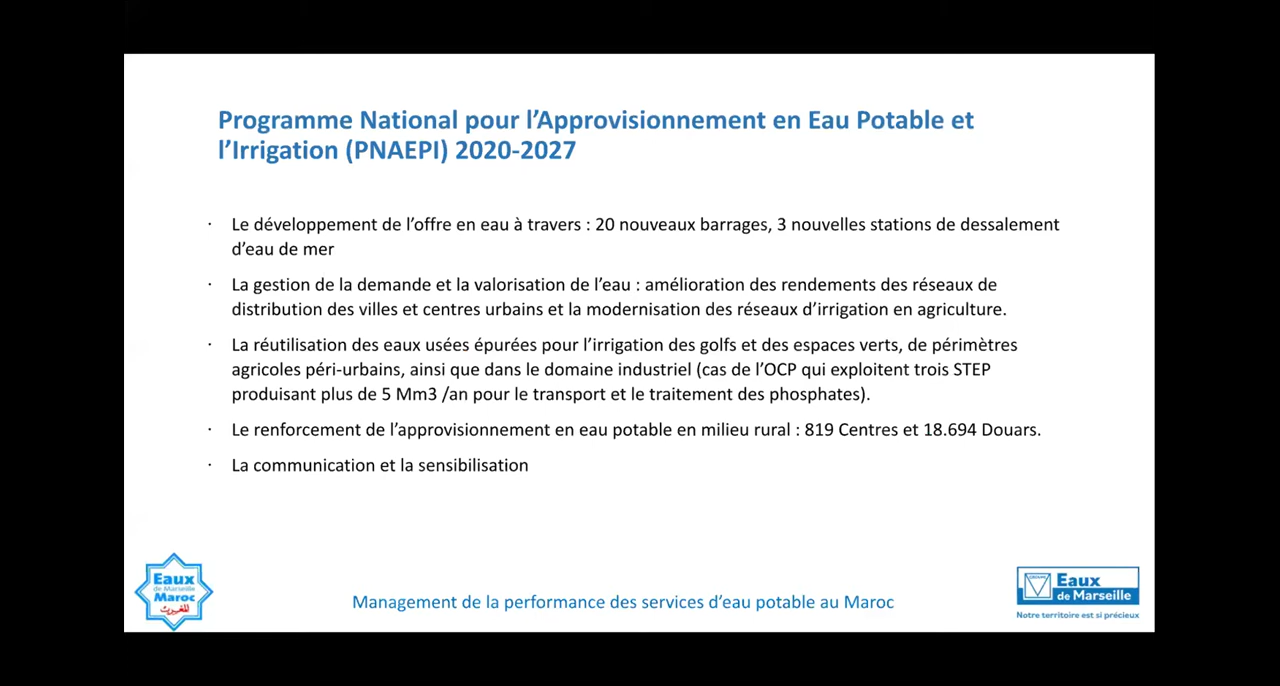 Programme National pour l’Approvisionnement en Eau Potable et
l’Irrigation (PNAEPI) 2020-2027
· Le développement de l’offre en eau à travers : 20 nouveaux barrages, 3 nouvelles stations de dessalement
d’eau de mer
· La gestion de la demande et la valorisation de l’eau : amélioration des rendements des réseaux de
distribution des villes et centres urbains et la modernisation des réseaux d’irrigation en agriculture.
· La réutilisation des eaux usées épurées pour l’irrigation des golfs et des espaces verts, de périmètres
agricoles péri-urbains, ainsi que dans le domaine industriel (cas de l’OCP qui exploitent trois STEP
produisant plus de 5 Mm3 /an pour le transport et le traitement des phosphates).
· Le renforcement de l’approvisionnement en eau potable en milieu rural : 819 Centres et 18.694 Douars.
· La communication et la sensibilisation
Eaux
de Marseille
Maroc
Management de la performance des services d’eau potable au Maroc
Eaux
de Marseille
Notre territoire est si précieux